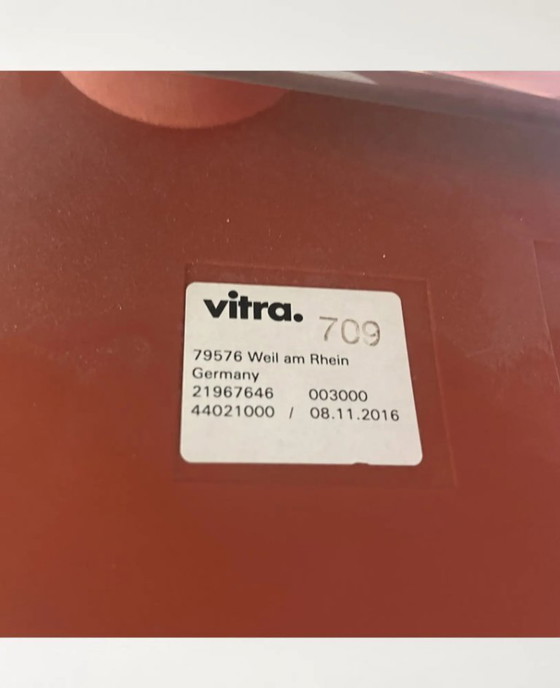 vitra. 709
79576 Weil am Rhein
Germany
21967646 003000
44021000 / 08.11.2016